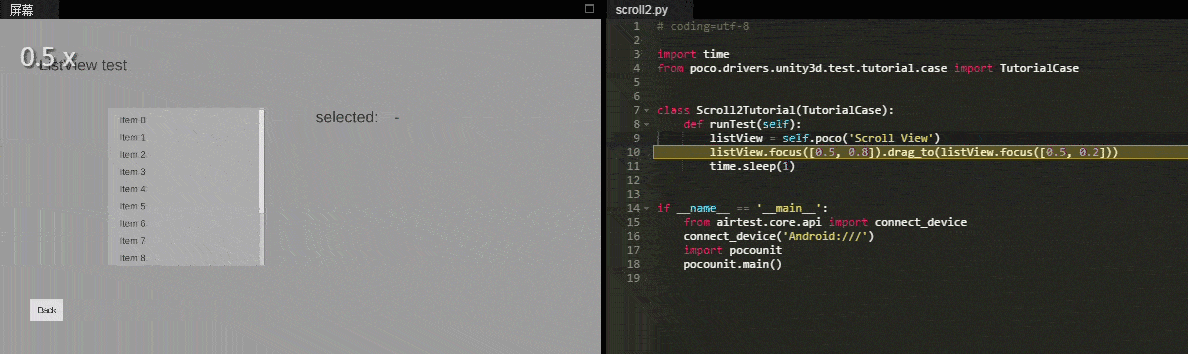 屏幕
0.5 x
ListView test
selected: -
Item 0
Item 1
Item 2
Item 3
Item 4
Item 5
Item 6
Item 7
Item 8
Back
scroll2.py
1 # coding=utf-8
2
3 import time
4 from poco.drivers.unity3d.test.tutorial.case import TutorialCase
5
6
7 class Scroll2Tutorial(TutorialCase):
8 def runTest(self):
9 listView = self.poco('Scroll View')
10 listView.focus([0.5, 0.8]).drag_to(listView.focus([0.5, 0.2]))
11 time.sleep(1)
12
13
14 if __name__ == '__main__':
15 from airtest.core.api import connect_device
16 connect_device('Android:///')
17 import pocounit
18 pocounit.main()
19